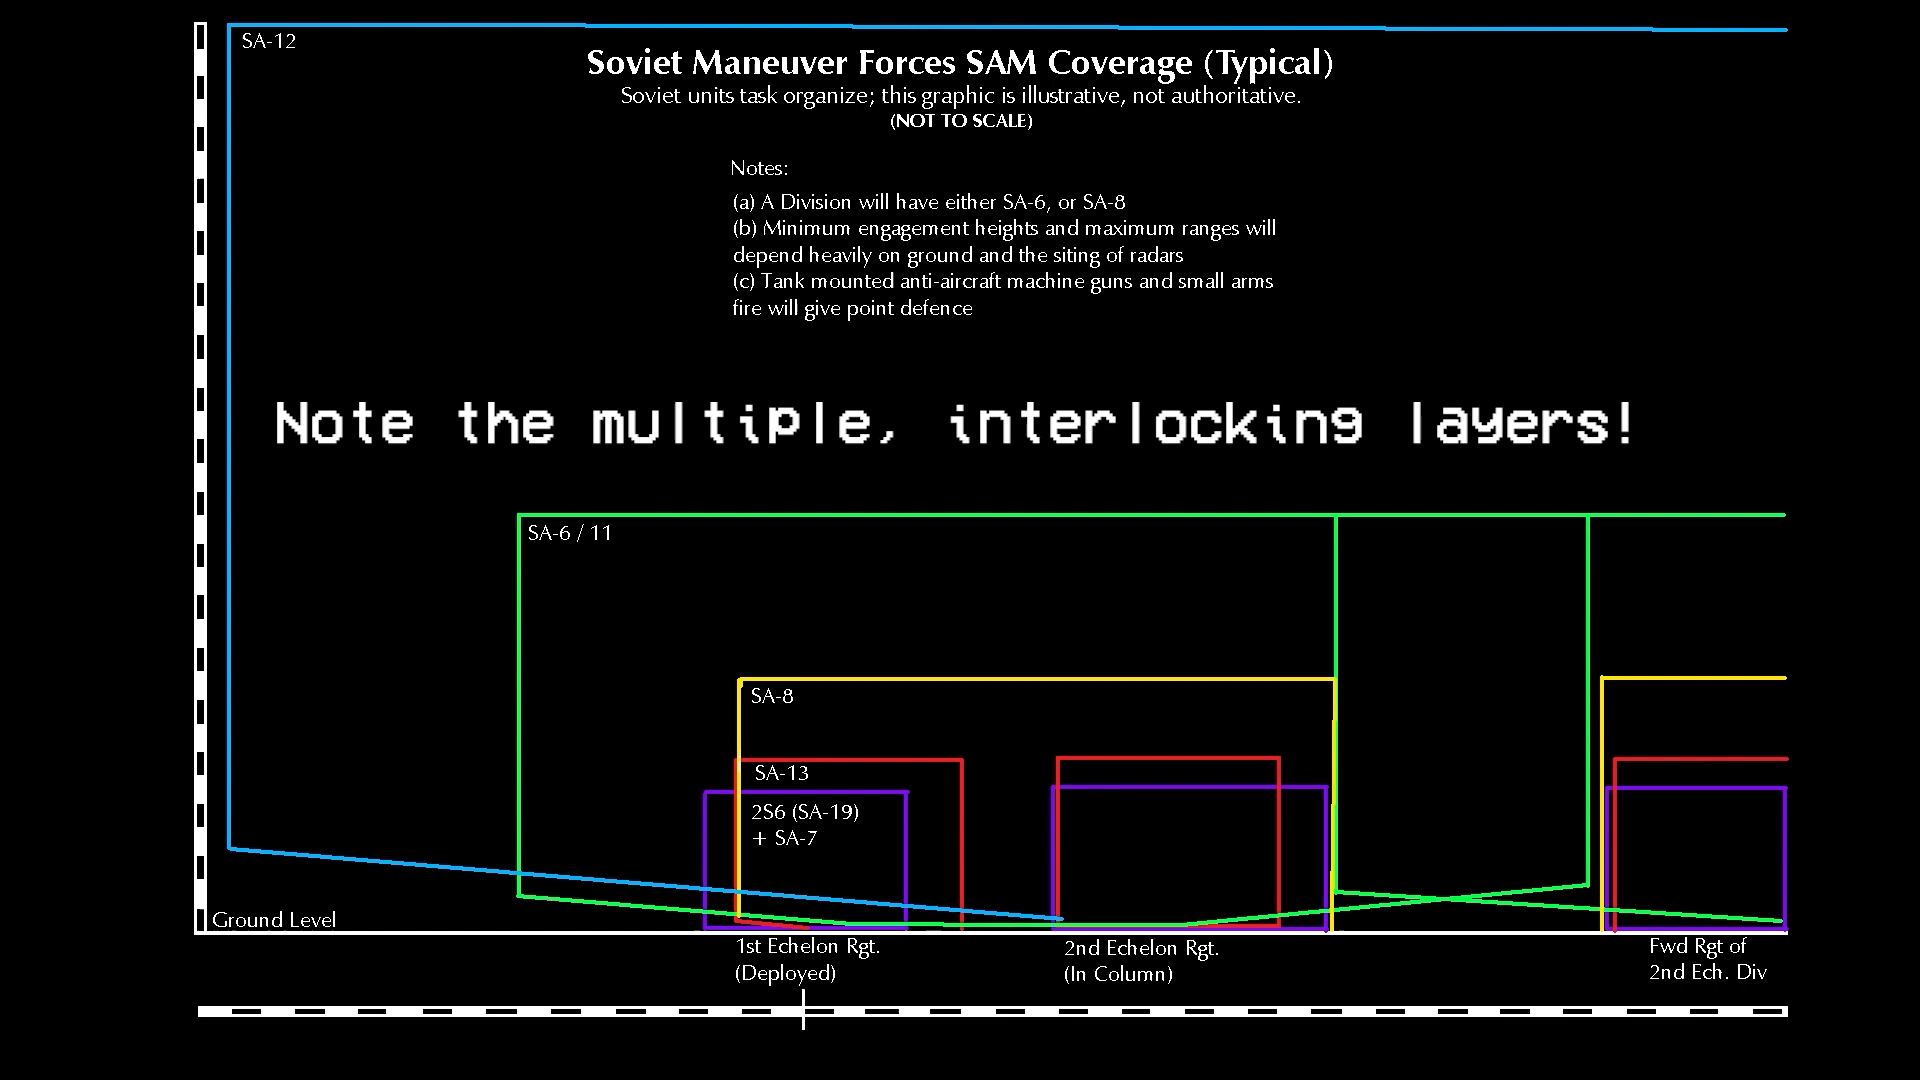 SA-12
Soviet Maneuver Forces SAM Coverage (Typical)
Soviet units task organize; this graphic is illustrative, not authoritative.
(NOT TO SCALE)
Notes:
(a) A Division will have either SA-6, or SA-8
(b) Minimum engagement heights and maximum ranges will
depend heavily on ground and the siting of radars
(c) Tank mounted anti-aircraft machine guns and small arms
fire will give point defence
Note the multiple, interlocking layers!
SA-6 / 11
SA-8
SA-13
2S6 (SA-19)
+ SA-7
Ground Level
1st Echelon Rgt.
(Deployed)
2nd Echelon Rgt.
(In Column)
Fwd Rgt of
2nd Ech. Div